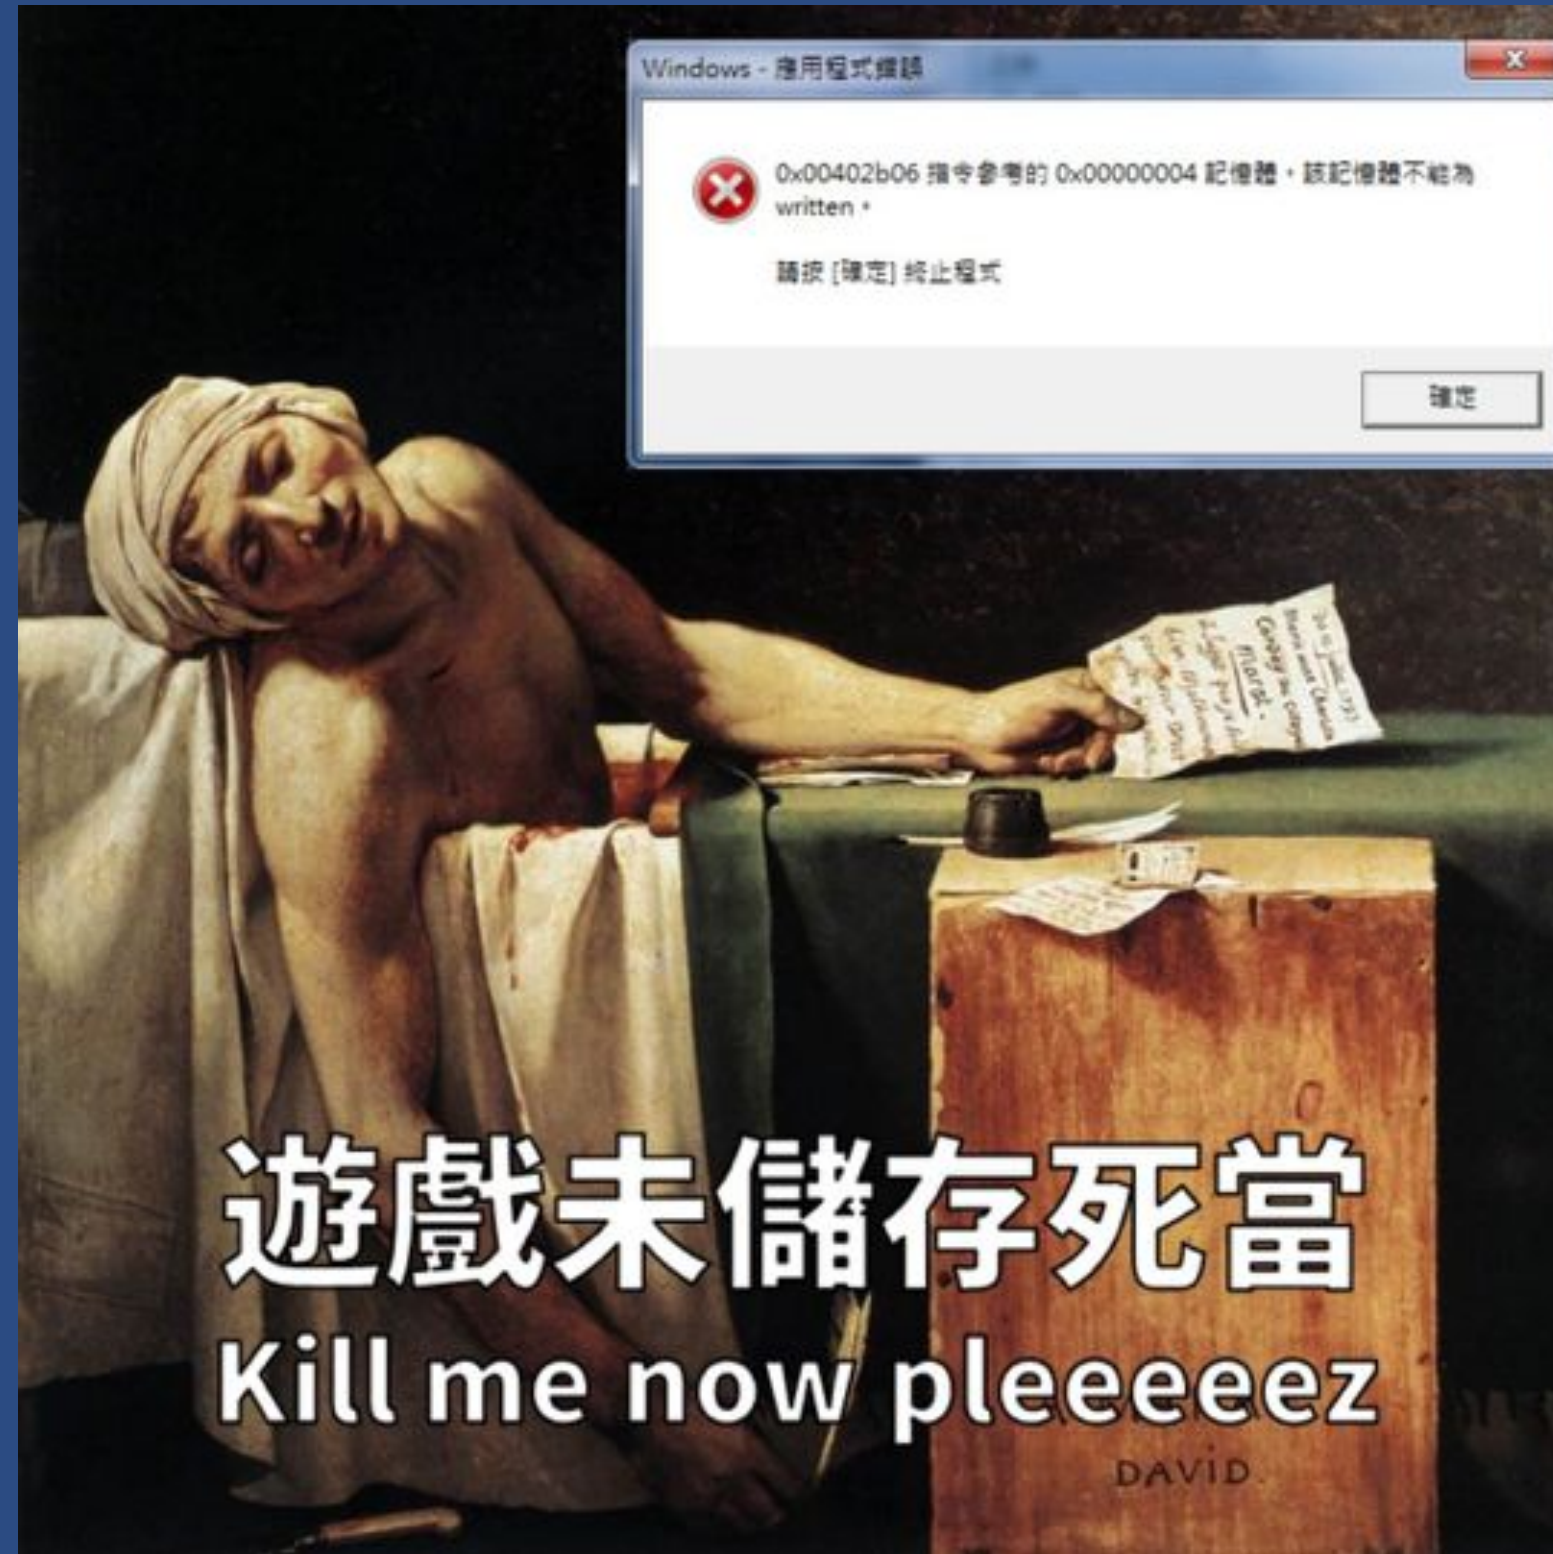 Windows - 應用程式錯誤
0x00402b06 指令參考的 0x00000004 記憶體。該記憶體不能為
written。
請按 [確定] 終止程式
確定
marat.
遊戲未儲存死當
Kill me now pleeeeez
DAVID